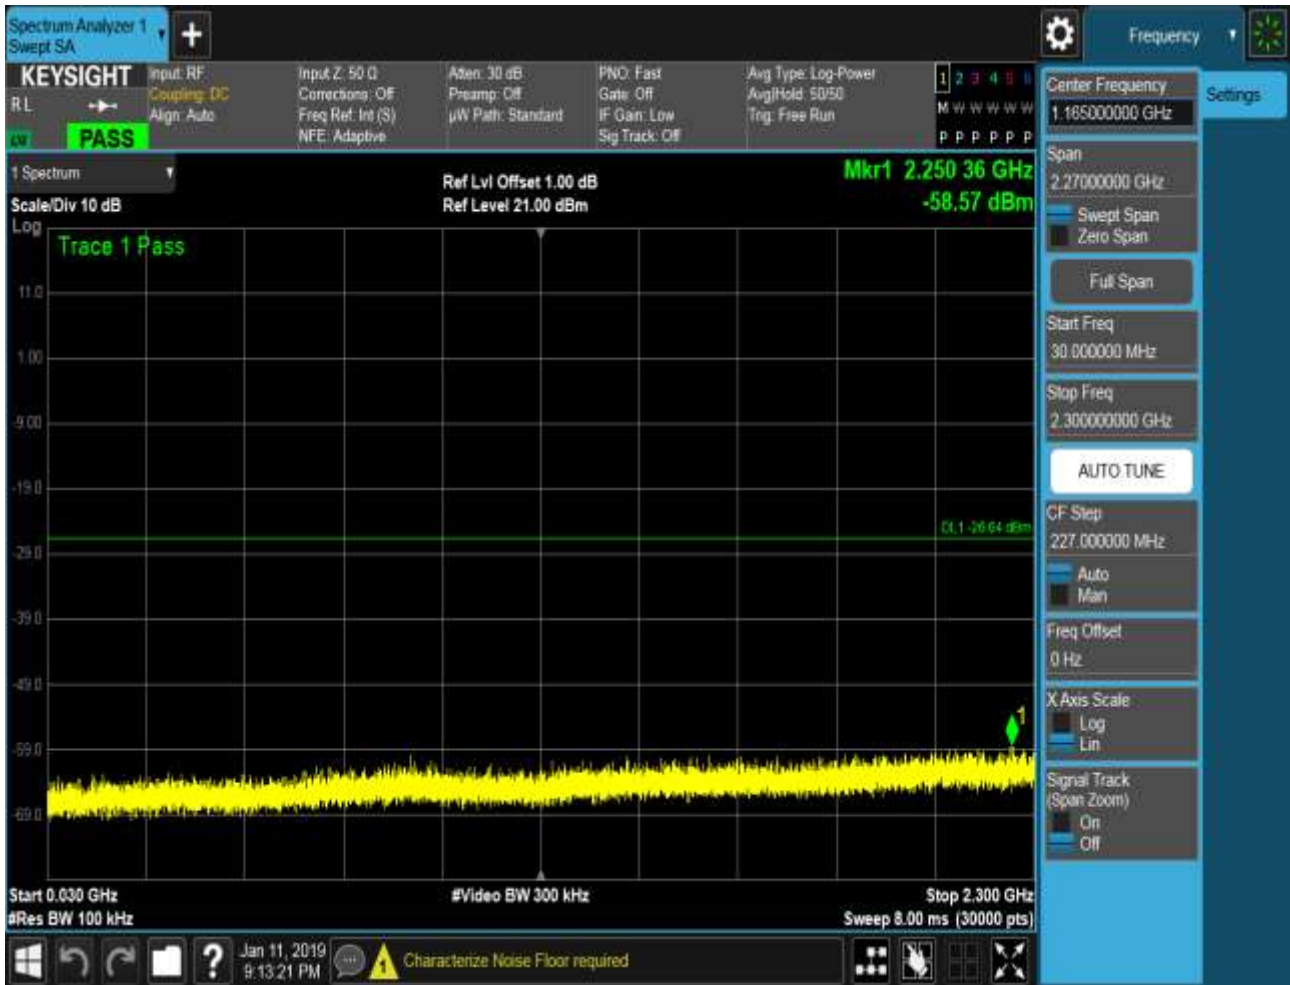 Spectrum Analyzer 1
Swept SA
+
Frequency
KEYSIGHT
RL
PASS
Input: RF
Coupling: DC
Align: Auto
Input Z: 50 Ω
Corrections: Off
Freq Ref: Int (S)
NFE: Adaptive
Atten: 30 dB
Preamp: Off
µW Path: Standard
PNO: Fast
Gate: Off
IF Gain: Low
Sig Track: Off
Avg Type: Log-Power
Avg|Hold: 50/50
Trig: Free Run
1 2 3 4 5 6
M W W W W W
P P P P P P
1 Spectrum
Scale/Div 10 dB
Ref Lvl Offset 1.00 dB
Ref Level 21.00 dBm
Mkr1 2.250 36 GHz
-58.57 dBm
Log
Trace 1 Pass
11.0
1.00
-9.00
-19.0
DL1 -26.64 dBm
-29.0
-39.0
-49.0
1
-59.0
-69.0
Start 0.030 GHz
#Video BW 300 kHz
Stop 2.300 GHz
#Res BW 100 kHz
Sweep 8.00 ms (30000 pts)
?
Jan 11, 2019
9:13:21 PM
1
Characterize Noise Floor required
Center Frequency
1.165000000 GHz
Settings
Span
2.27000000 GHz
Swept Span
Zero Span
Full Span
Start Freq
30.000000 MHz
Stop Freq
2.300000000 GHz
AUTO TUNE
CF Step
227.000000 MHz
Auto
Man
Freq Offset
0 Hz
X Axis Scale
Log
Lin
Signal Track
(Span Zoom)
On
Off